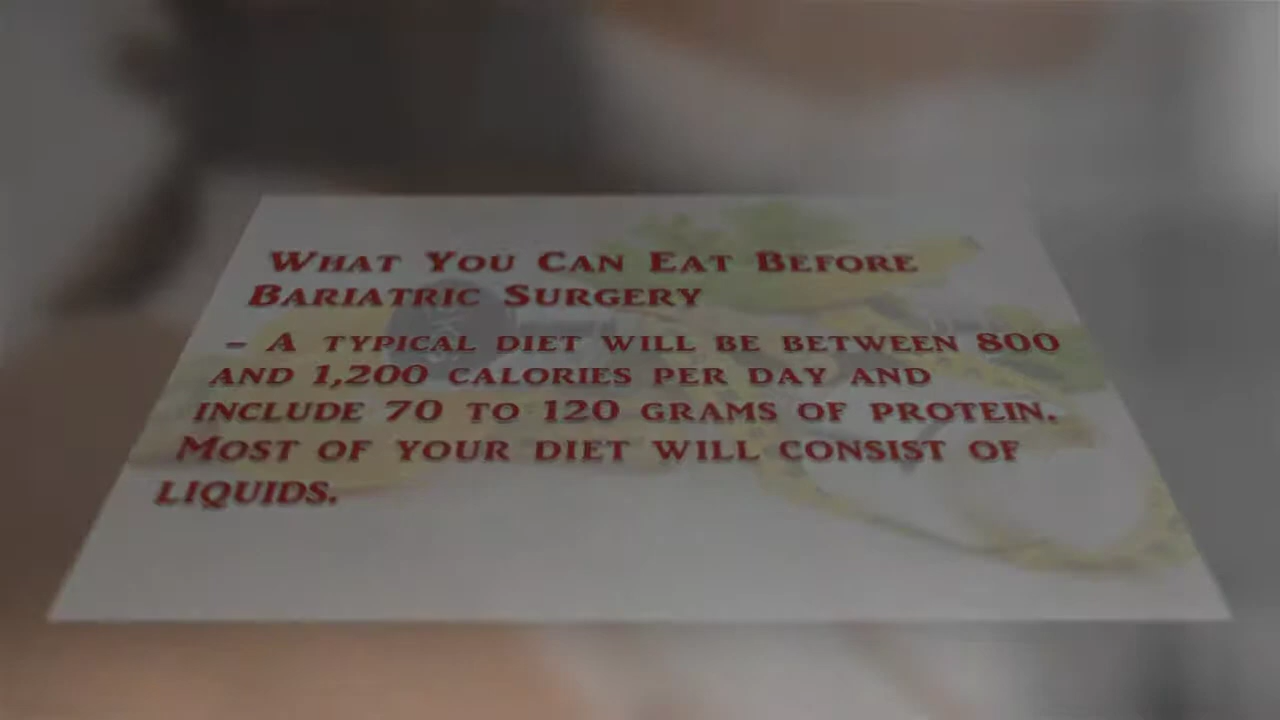 What You Can Eat Before
Bariatric Surgery
– A typical diet will be between 800
and 1,200 calories per day and
include 70 to 120 grams of protein.
Most of your diet will consist of
liquids.